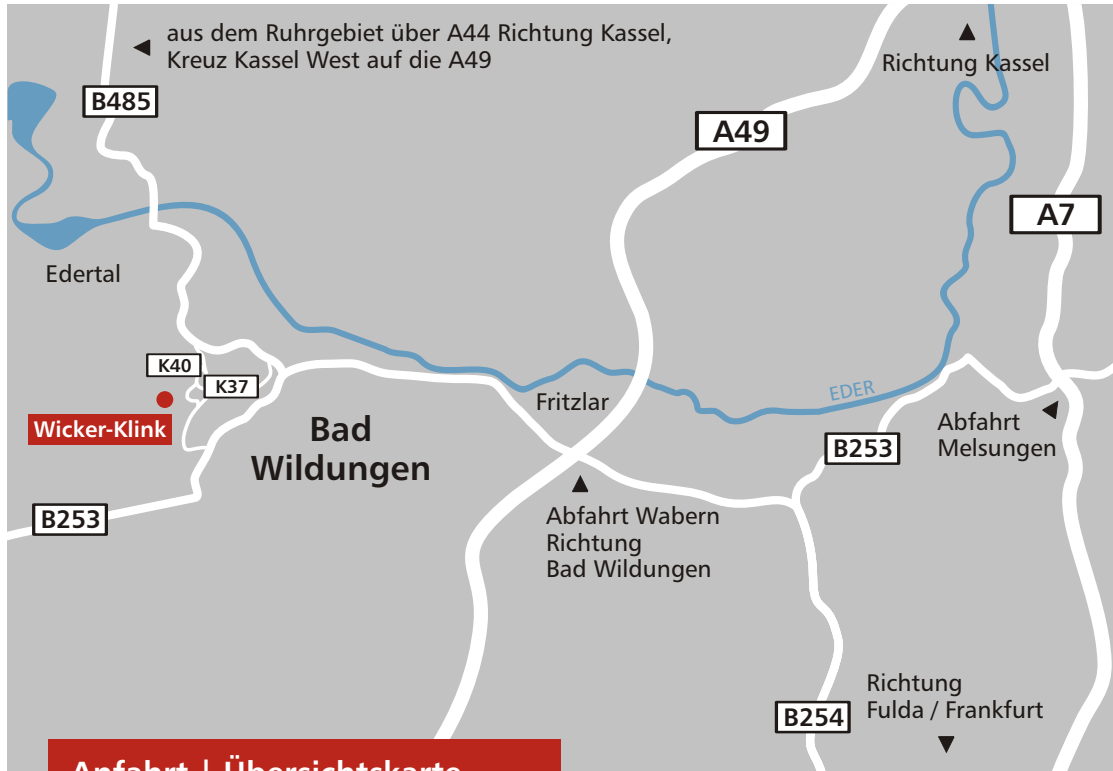 aus dem Ruhrgebiet über A44 Richtung Kassel,
Kreuz Kassel West auf die A49
Richtung Kassel
B485
A49
A7
Edertal
K40
K37
Wicker-Klink
Bad
Wildungen
Fritzlar
EDER
Abfahrt
Melsungen
B253
B253
Abfahrt Wabern
Richtung
Bad Wildungen
Richtung
Fulda / Frankfurt
B254
Anfahrt | Übersichtskarte